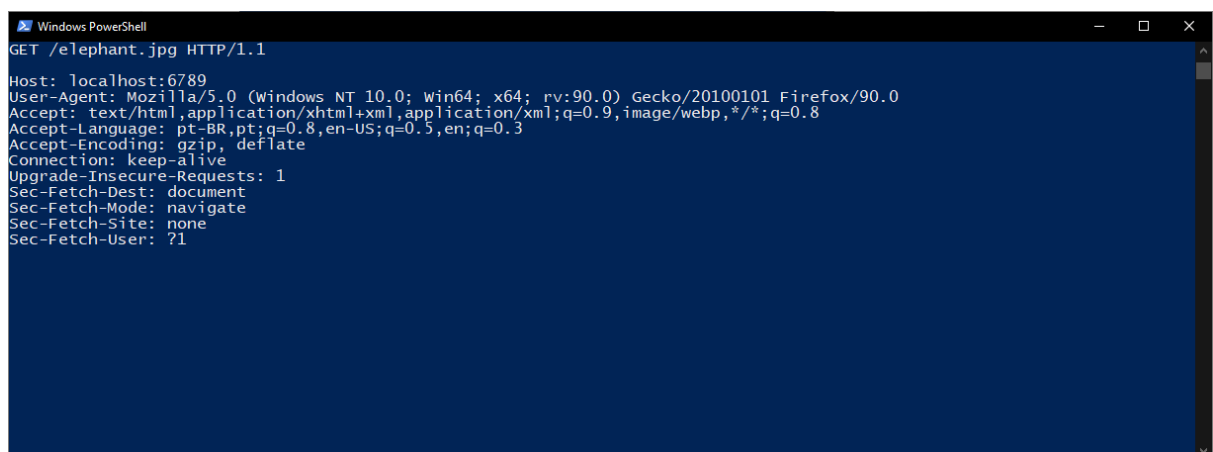 Windows PowerShell
GET /elephant.jpg HTTP/1.1
Host: localhost:6789
User-Agent: Mozilla/5.0 (Windows NT 10.0; Win64; x64; rv:90.0) Gecko/20100101 Firefox/90.0
Accept: text/html,application/xhtml+xml,application/xml;q=0.9,image/webp,*/*;q=0.8
Accept-Language: pt-BR,pt;q=0.8,en-US;q=0.5,en;q=0.3
Accept-Encoding: gzip, deflate
Connection: keep-alive
Upgrade-Insecure-Requests: 1
Sec-Fetch-Dest: document
Sec-Fetch-Mode: navigate
Sec-Fetch-Site: none
Sec-Fetch-User: ?1